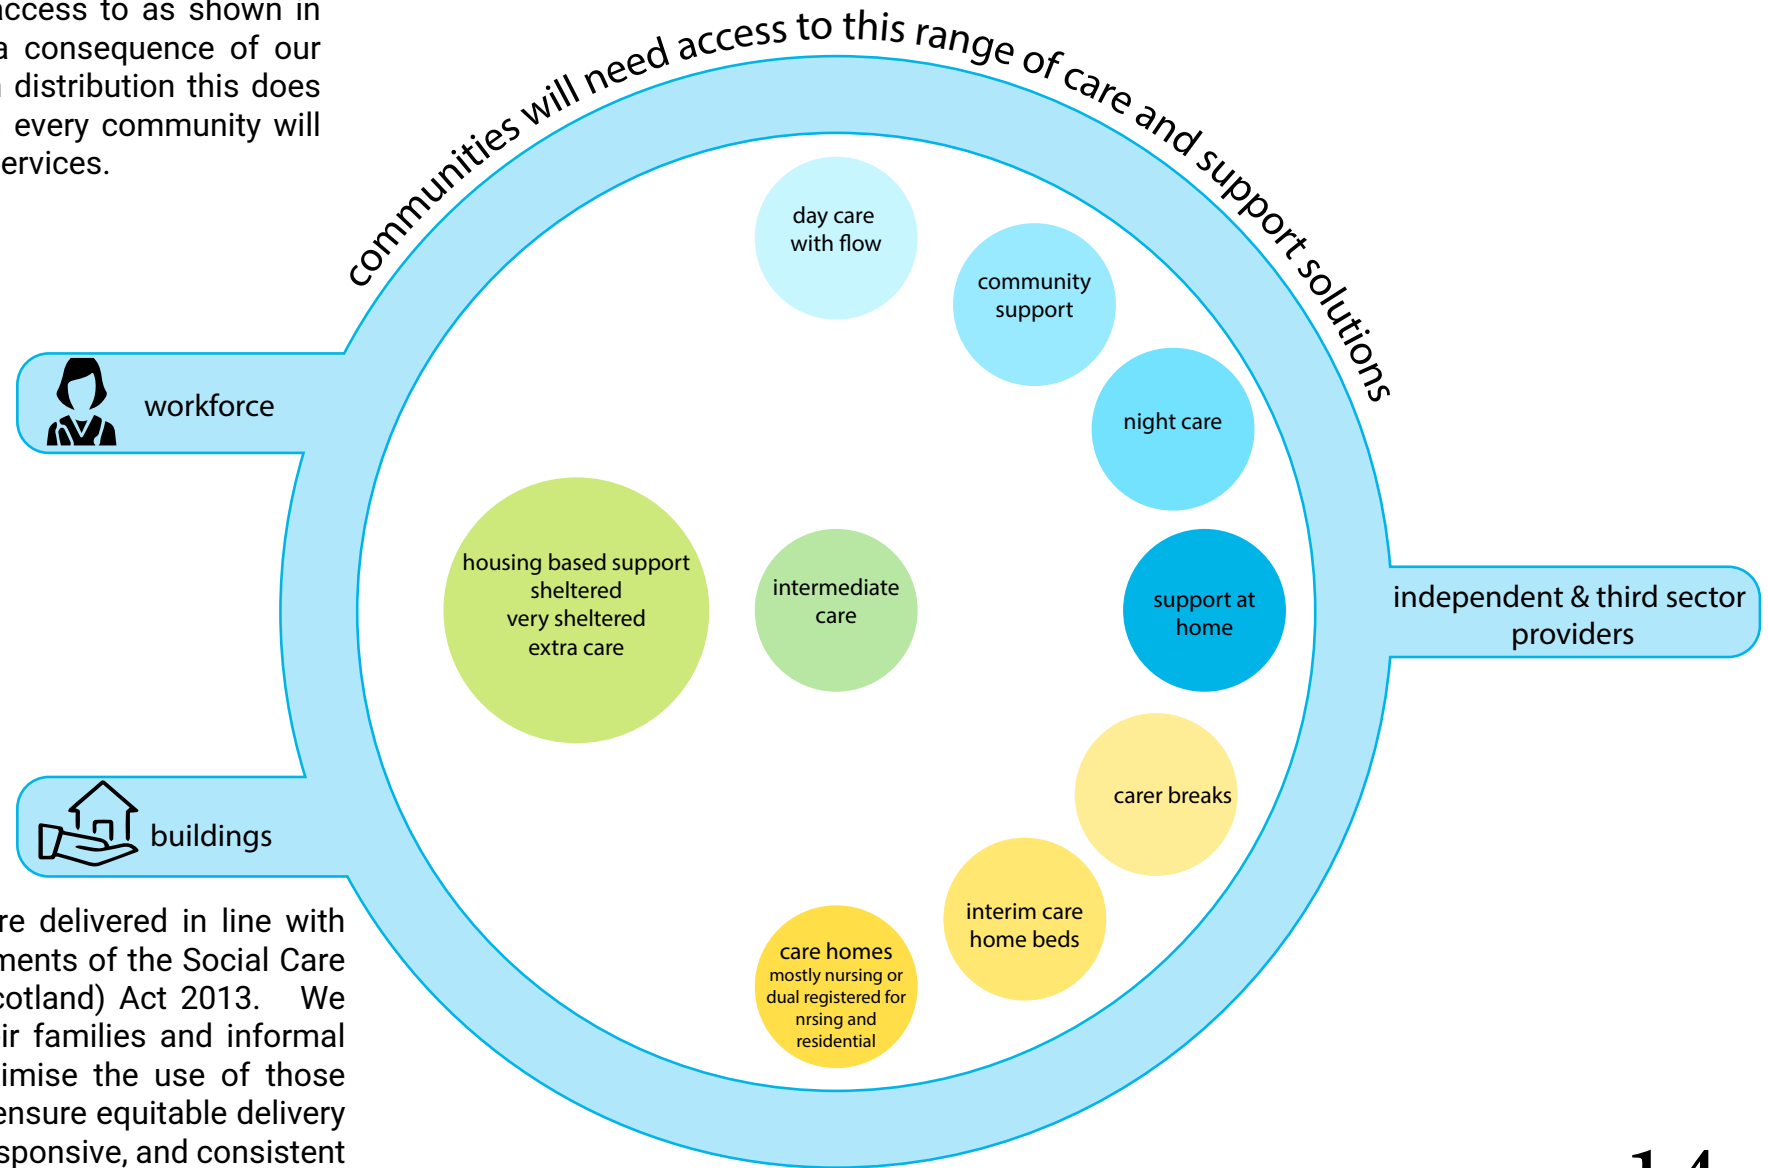 access to as shown in
a consequence of our
distribution this does
every community will
services.
communities will need access to this range of care and support solutions
day care
with flow
community
support
night care
workforce
housing based support
sheltered
very sheltered
extra care
intermediate
care
support at
home
independent & third sector
providers
carer breaks
buildings
interim care
home beds
care homes
mostly nursing or
dual registered for
nrsing and
residential
re delivered in line with
ments of the Social Care
cotland) Act 2013. We
ir families and informal
timise the use of those
ensure equitable delivery
sponsive, and consistent
14